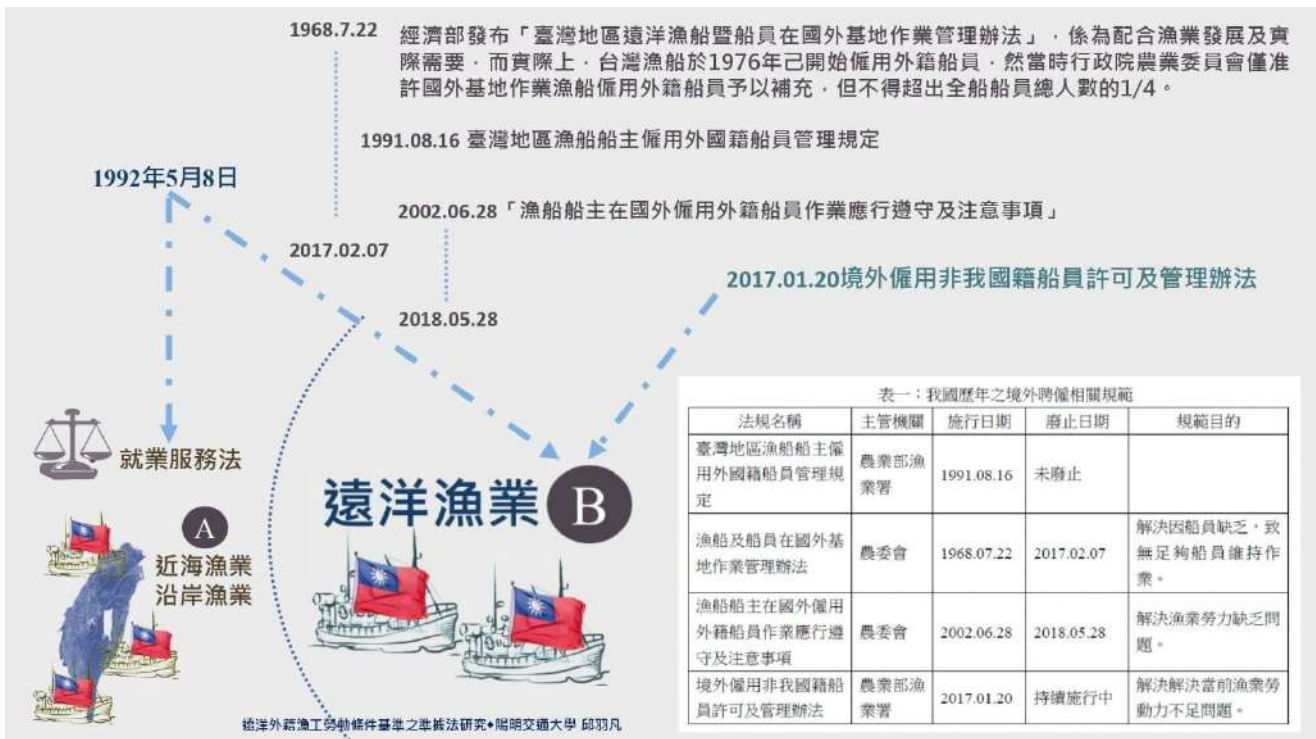 1968.7.22
經濟部發布「臺灣地區遠洋漁船暨船員在國外基地作業管理辦法」，係為配合漁業發展及實
際需要，而實際上，台灣漁船於1976年己開始僱用外籍船員，然當時行政院農業委員會僅准
許國外基地作業漁船僱用外籍船員予以補充，但不得超出全船船員總人數的1/4。
1991.08.16 臺灣地區漁船船主僱用外國籍船員管理規定
1992年5月8日
2002.06.28「漁船船主在國外僱用外籍船員作業應行遵守及注意事項」
2017.02.07
2017.01.20境外僱用非我國籍船員許可及管理辦法
2018.05.28
就業服務法
A
近海漁業
沿岸漁業
遠洋漁業 B
表一：我國歷年之境外聘僱相關規範
法規名稱 主管機關 施行日期 廢止日期 規範目的
臺灣地區漁船船主僱
用外國籍船員管理規
定
農業部漁
業署
1991.08.16
未廢止
漁船及船員在國外基
地作業管理辦法
農委會
1968.07.22
2017.02.07
解決因船員缺乏，致
無足夠船員維持作
業。
漁船船主在國外僱用
外籍船員作業應行遵
守及注意事項
農委會
2002.06.28
2018.05.28
解決漁業勞力缺乏問
題。
境外僱用非我國籍船
員許可及管理辦法
農業部漁
業署
2017.01.20
持續施行中
解決解決當前漁業勞
動力不足問題。
遠洋外籍漁工勞動條件基準之準據法研究•陽明交通大學 邱羽凡